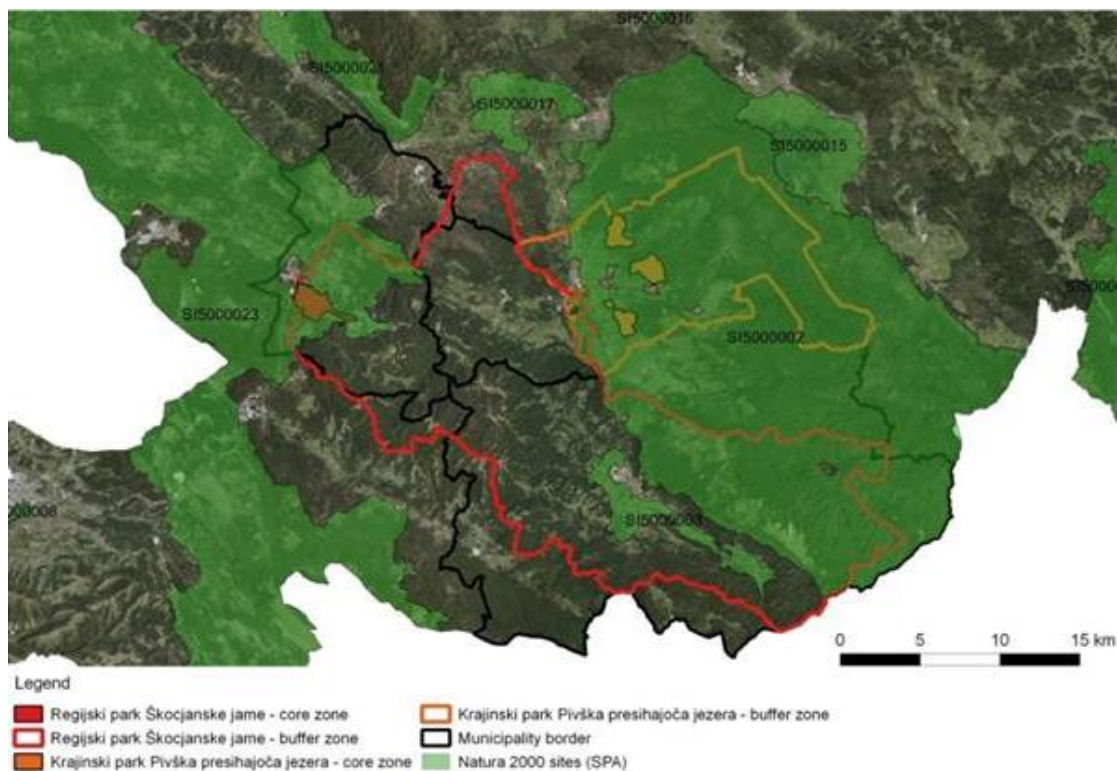 SI5000016
SI5000021
SI5000017
SI5000015
SI5000023
SI5000002
SI5000003
0 5 10 15 km
Legend
Regijski park Škocjanske jame - core zone
Regijski park Škocjanske jame - buffer zone
Krajinski park Pivška presihajoča jezera - core zone
Krajinski park Pivška presihajoča jezera - buffer zone
Municipality border
Natura 2000 sites (SPA)